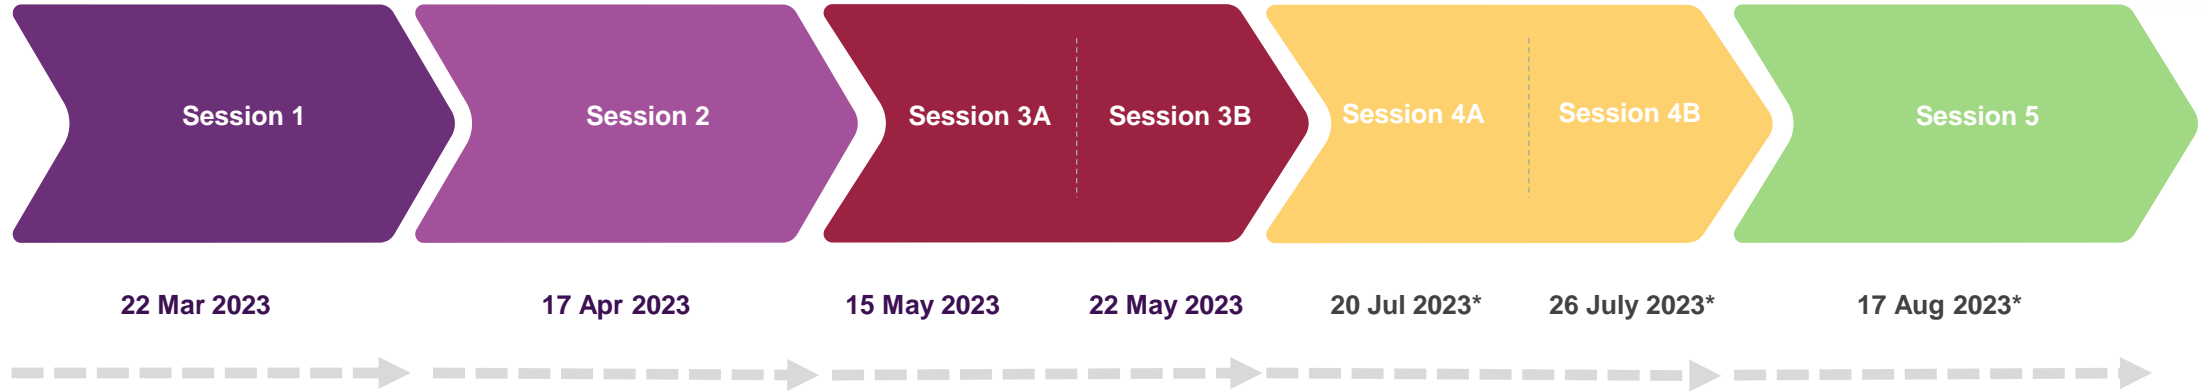 Session 1
Session 2
Session 3A
Session 3B
Session 4A
Session 4B
Session 5
22 Mar 2023
17 Apr 2023
15 May 2023
22 May 2023
20 Jul 2023*
26 July 2023*
17 Aug 2023*